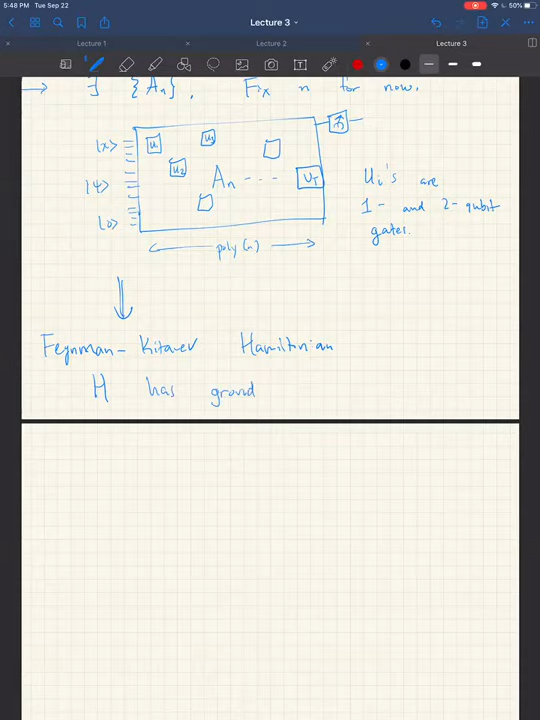 5:48 PM Tue Sep 22
50%
Lecture 3
Lecture 1
Lecture 2
Lecture 3
→ ∃ {Aₙ}. Fix n for now.
|x⟩
U₁
U₃
U₂
|ψ⟩
Aₙ - - -
U_T
|0⟩
Uᵢ's are
1- and 2-qubit
gates.
poly(n)
Feynman-Kitaev Hamiltonian
H has ground